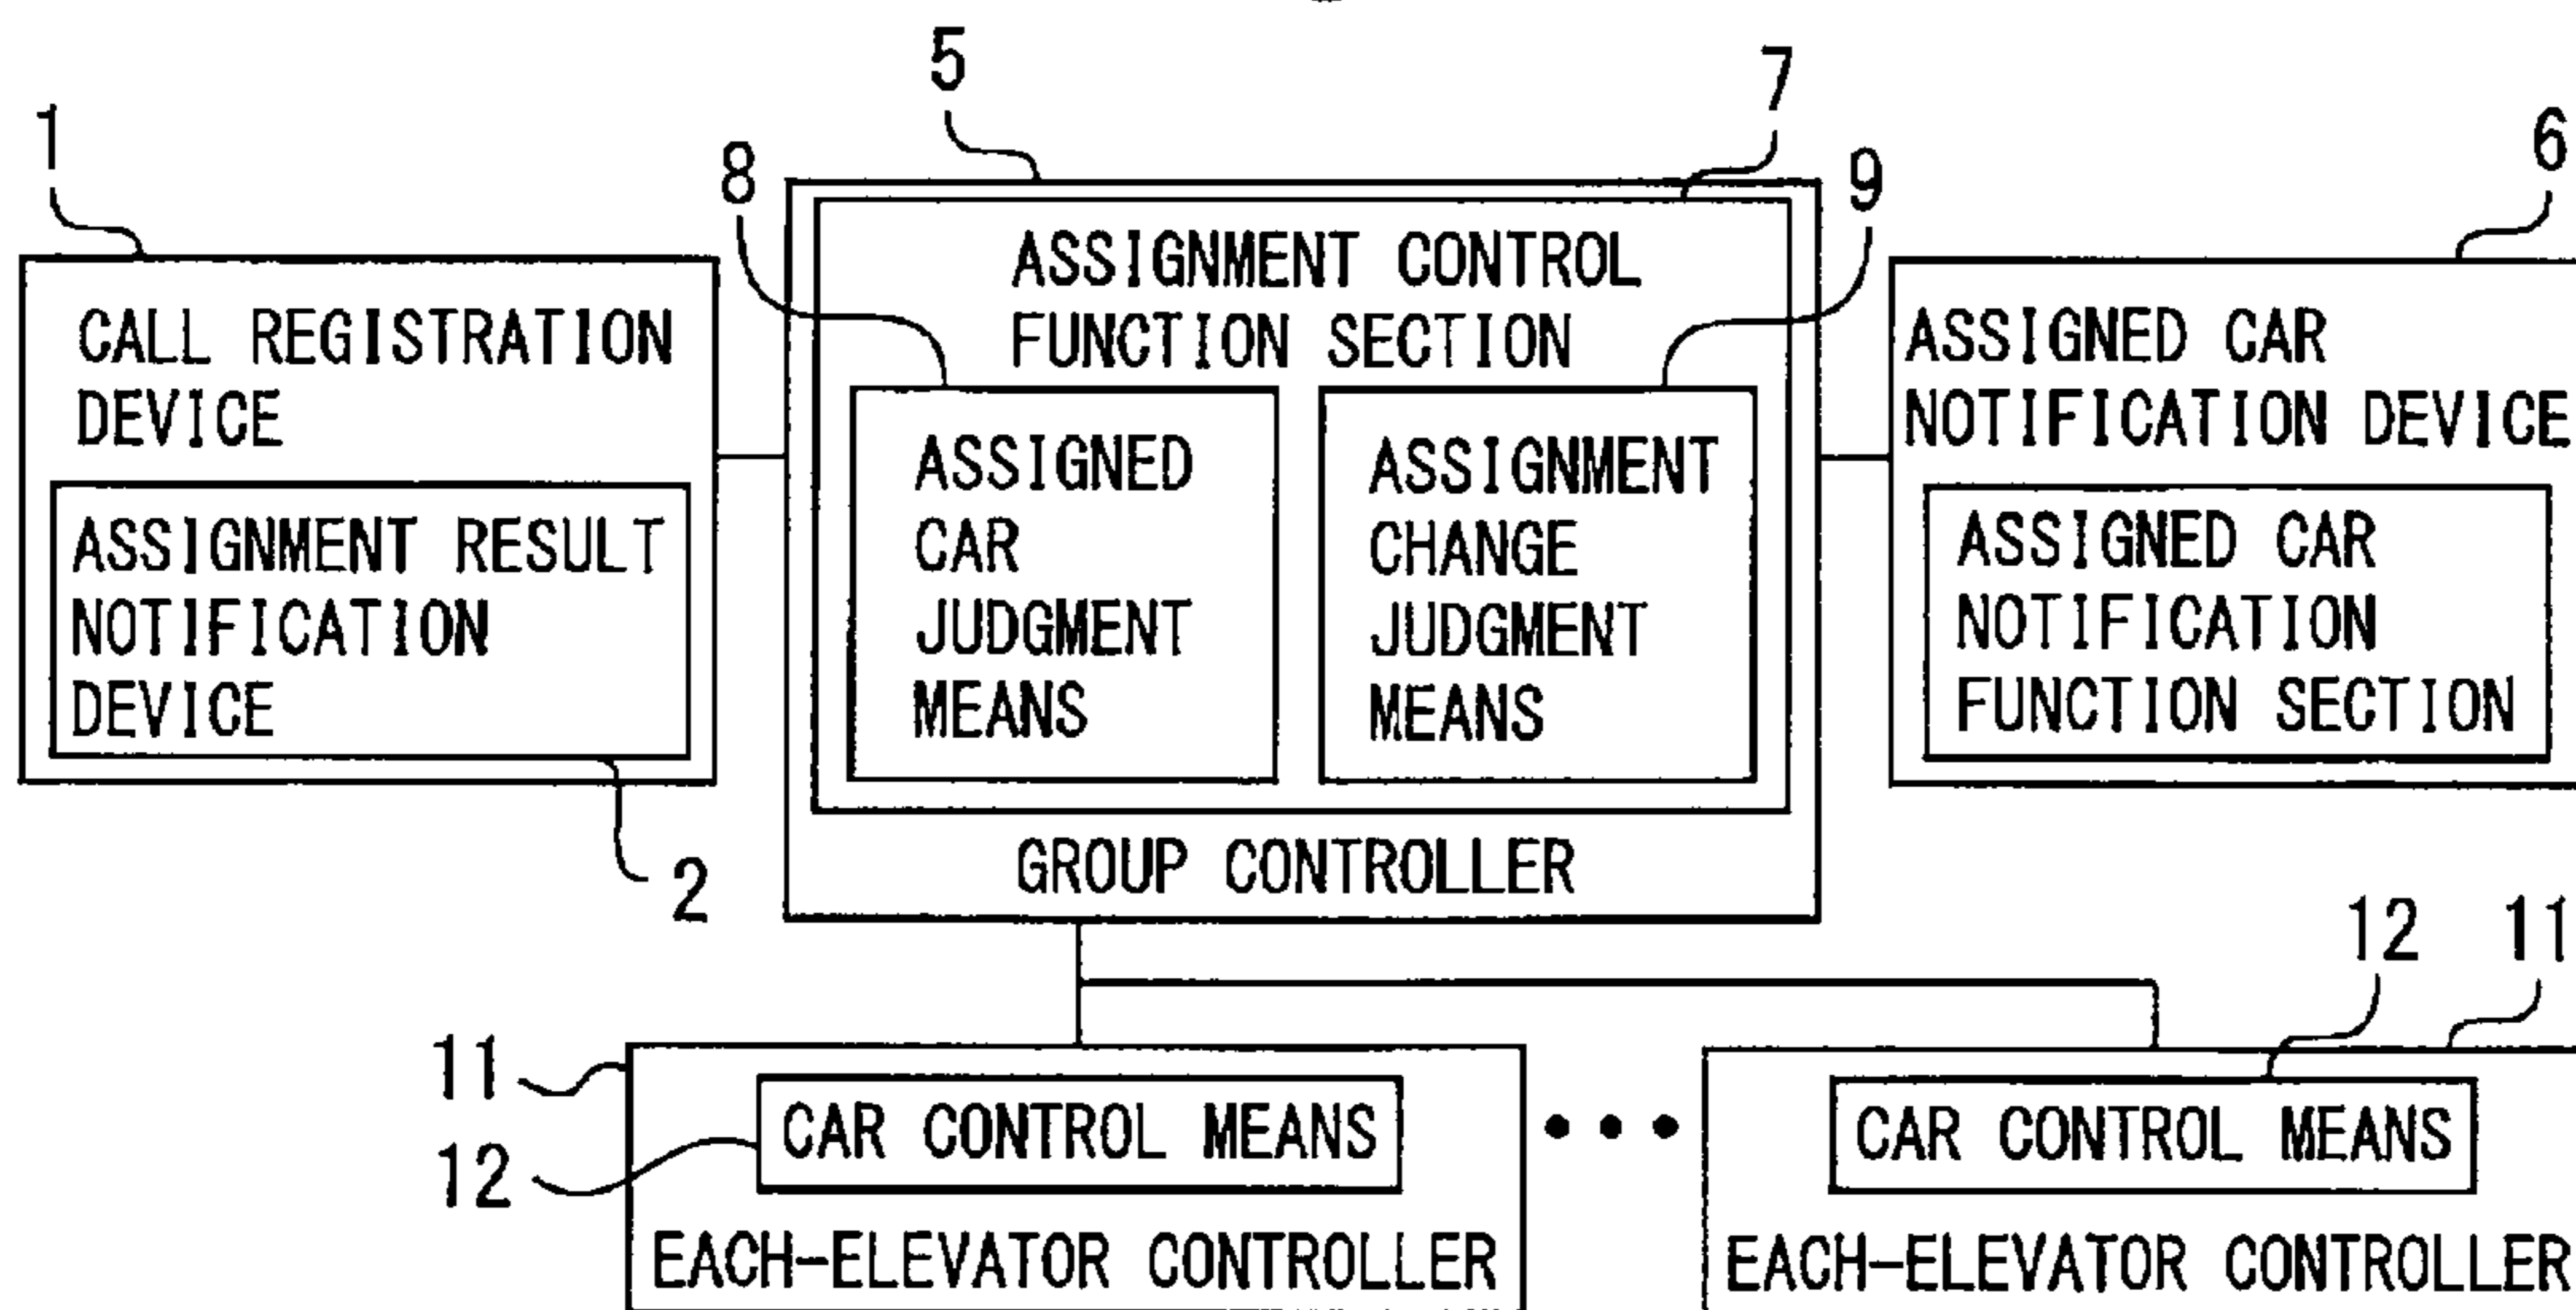 5
7
1
8
9
6
CALL REGISTRATION
DEVICE
ASSIGNMENT RESULT
NOTIFICATION
DEVICE
2
ASSIGNMENT CONTROL
FUNCTION SECTION
ASSIGNED
CAR
JUDGMENT
MEANS
ASSIGNMENT
CHANGE
JUDGMENT
MEANS
GROUP CONTROLLER
ASSIGNED CAR
NOTIFICATION DEVICE
ASSIGNED CAR
NOTIFICATION
FUNCTION SECTION
11
12
CAR CONTROL MEANS
EACH-ELEVATOR CONTROLLER
12
11
CAR CONTROL MEANS
EACH-ELEVATOR CONTROLLER